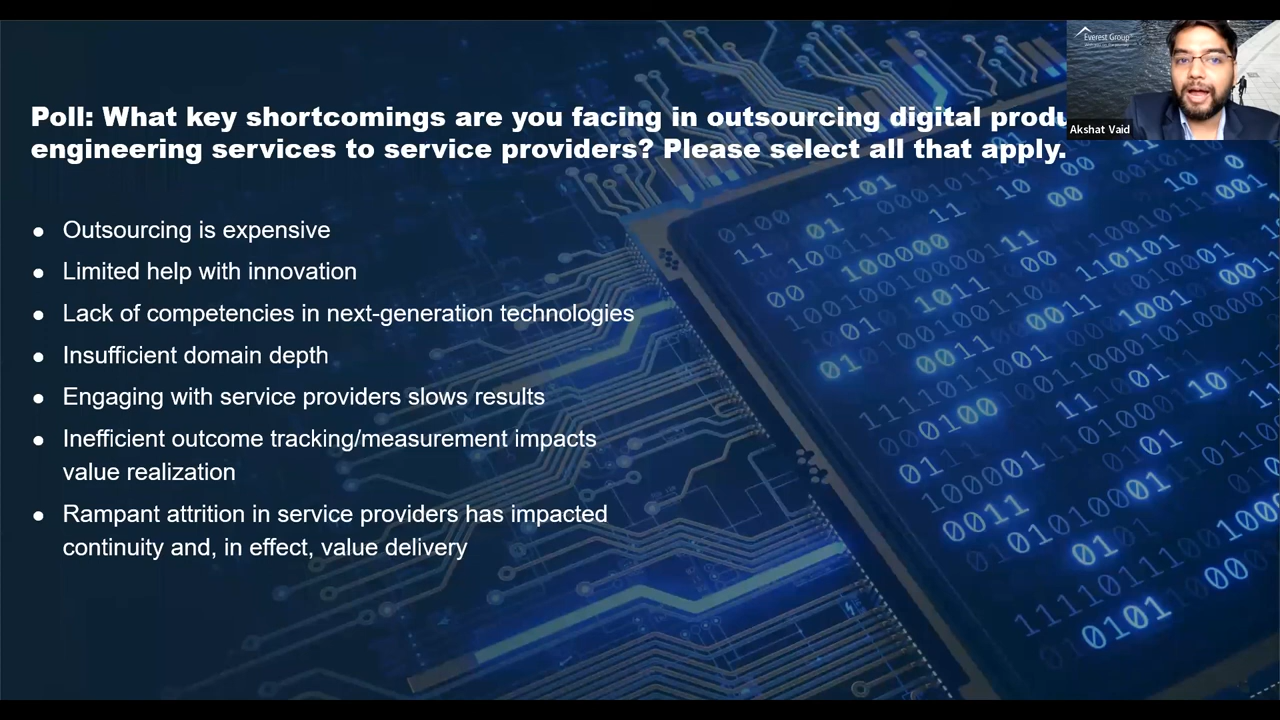 Everest Group
Poll: What key shortcomings are you facing in outsourcing digital produ
Akshat Vaid
engineering services to service providers? Please select all that apply.
● Outsourcing is expensive
● Limited help with innovation
● Lack of competencies in next-generation technologies
● Insufficient domain depth
● Engaging with service providers slows results
● Inefficient outcome tracking/measurement impacts
value realization
● Rampant attrition in service providers has impacted
continuity and, in effect, value delivery